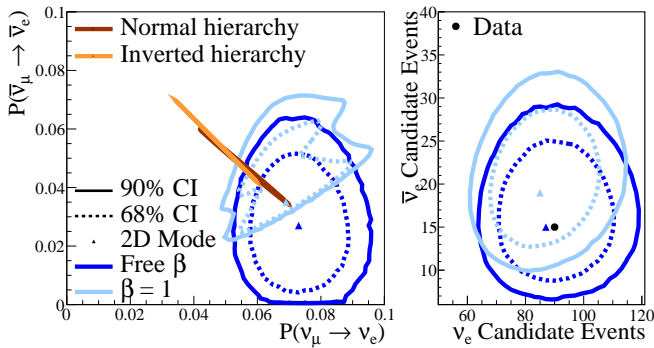 Normal hierarchy
Inverted hierarchy
90% CI
68% CI
2D Mode
Free β
β = 1
P(ν̅μ → ν̅e)
0.1
0.08
0.06
0.04
0.02
0
0 0.02 0.04 0.06 0.08 0.1
P(νμ → νe)
Data
ν̅e Candidate Events
40
35
30
25
20
15
10
60 80 100 120
νe Candidate Events